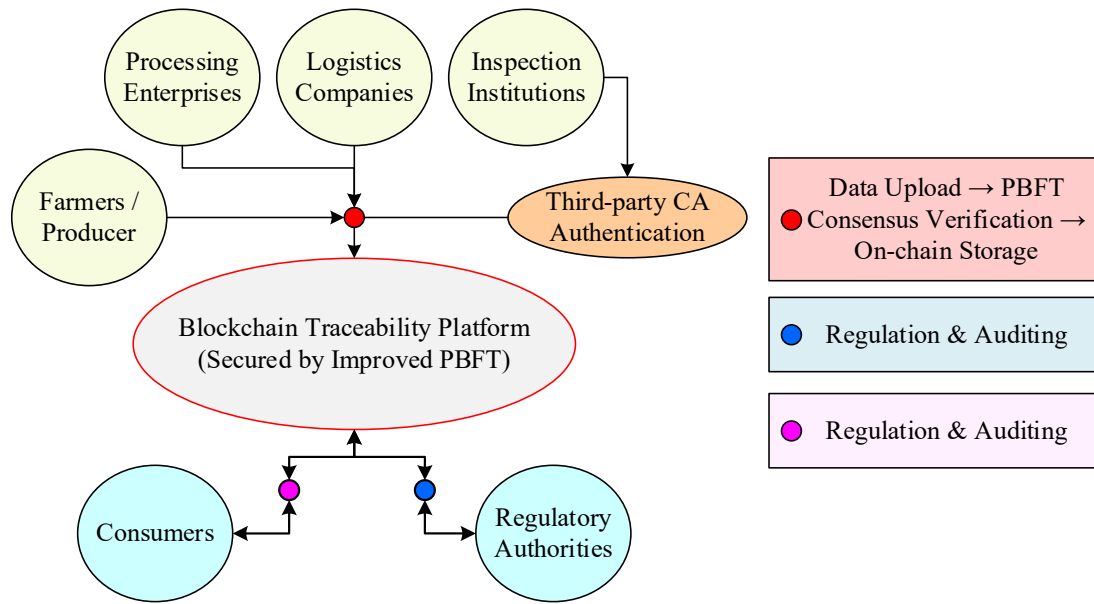 Processing
Enterprises
Logistics
Companies
Inspection
Institutions
Farmers /
Producer
Third-party CA
Authentication
Data Upload → PBFT
Consensus Verification →
On-chain Storage
Blockchain Traceability Platform
(Secured by Improved PBFT)
Regulation & Auditing
Regulation & Auditing
Consumers
Regulatory
Authorities